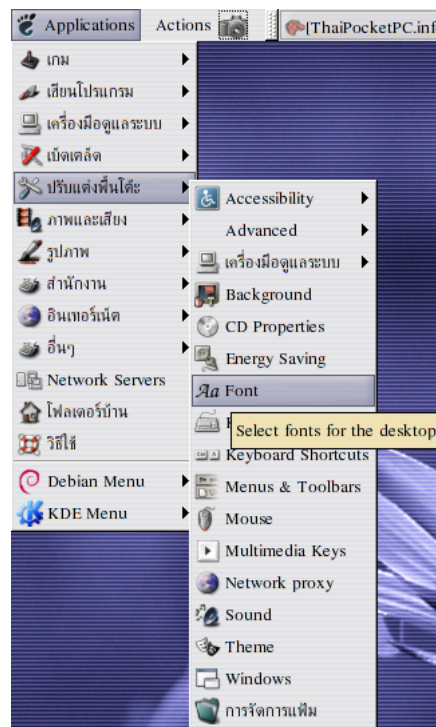 Applications Actions [ThaiPocketPC.inf
เกม
เขียนโปรแกรม
เครื่องมือดูแลระบบ
เบ็ดเตล็ด
ปรับแต่งพื้นโต๊ะ
ภาพและเสียง
รูปภาพ
สำนักงาน
อินเทอร์เน็ต
อื่นๆ
Network Servers
โฟลเดอร์บ้าน
วิธีใช้
Debian Menu
KDE Menu
Accessibility
Advanced
เครื่องมือดูแลระบบ
Background
CD Properties
Energy Saving
Aa Font
Select fonts for the desktop
Keyboard Shortcuts
Menus & Toolbars
Mouse
Multimedia Keys
Network proxy
Sound
Theme
Windows
การจัดการแฟ้ม